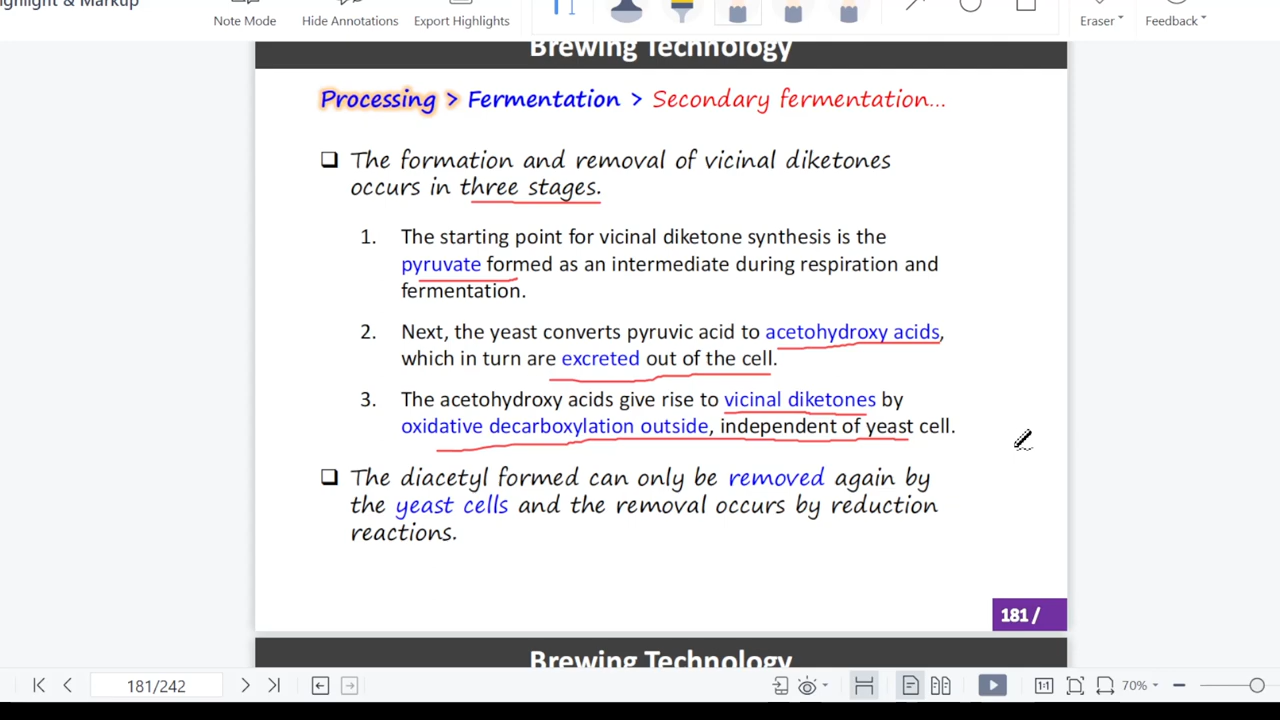 ighlight & Markup
Note Mode
Hide Annotations
Export Highlights
Eraser
Feedback
Brewing Technology
Processing > Fermentation > Secondary fermentation...
The formation and removal of vicinal diketones
occurs in three stages.
1. The starting point for vicinal diketone synthesis is the
pyruvate formed as an intermediate during respiration and
fermentation.
2. Next, the yeast converts pyruvic acid to acetohydroxy acids,
which in turn are excreted out of the cell.
3. The acetohydroxy acids give rise to vicinal diketones by
oxidative decarboxylation outside, independent of yeast cell.
The diacetyl formed can only be removed again by
the yeast cells and the removal occurs by reduction
reactions.
181 /
Brewing Technology
181/242
1:1
70%